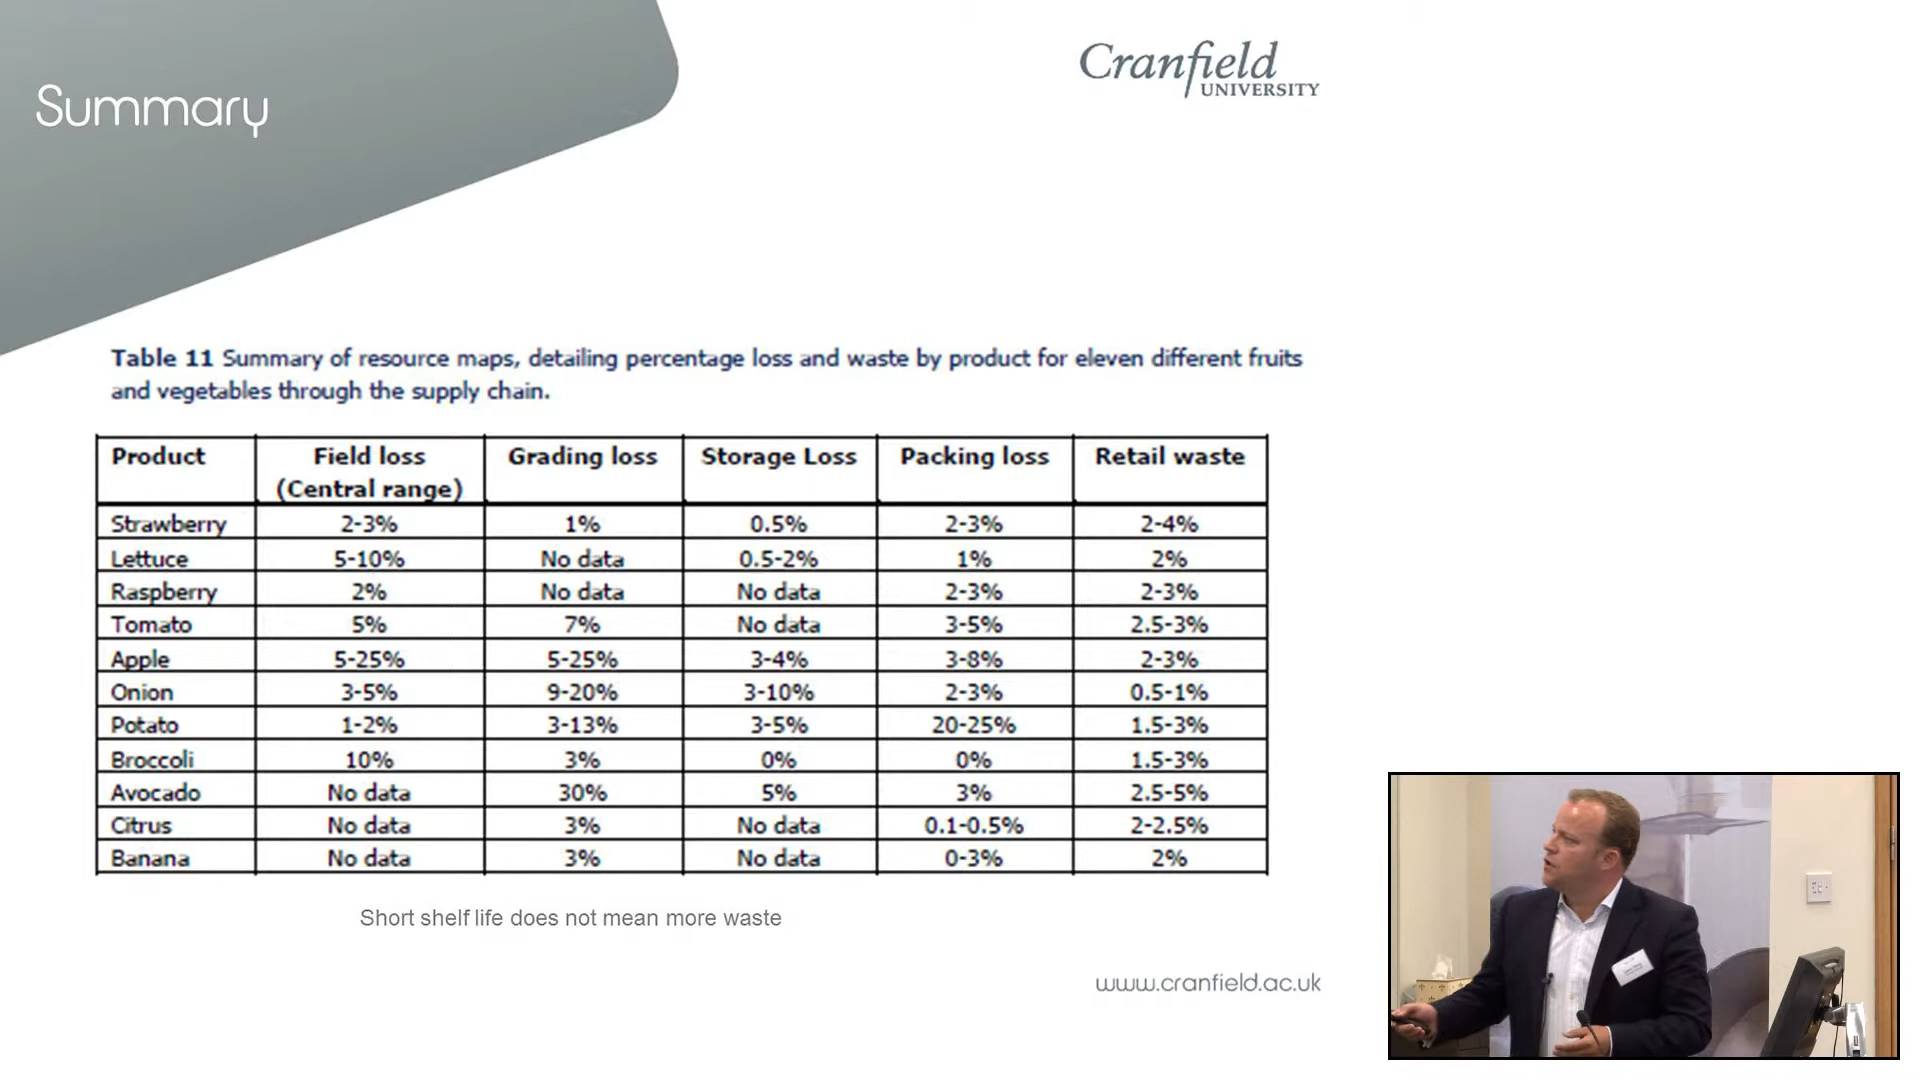 Summary
Cranfield
UNIVERSITY
Table 11 Summary of resource maps, detailing percentage loss and waste by product for eleven different fruits
and vegetables through the supply chain.
Product Field loss Grading loss Storage Loss Packing loss Retail waste
(Central range)
Strawberry 2-3% 1% 0.5% 2-3% 2-4%
Lettuce 5-10% No data 0.5-2% 1% 2%
Raspberry 2% No data No data 2-3% 2-3%
Tomato 5% 7% No data 3-5% 2.5-3%
Apple 5-25% 5-25% 3-4% 3-8% 2-3%
Onion 3-5% 9-20% 3-10% 2-3% 0.5-1%
Potato 1-2% 3-13% 3-5% 20-25% 1.5-3%
Broccoli 10% 3% 0% 0% 1.5-3%
Avocado No data 30% 5% 3% 2.5-5%
Citrus No data 3% No data 0.1-0.5% 2-2.5%
Banana No data 3% No data 0-3% 2%
Short shelf life does not mean more waste
www.cranfield.ac.uk